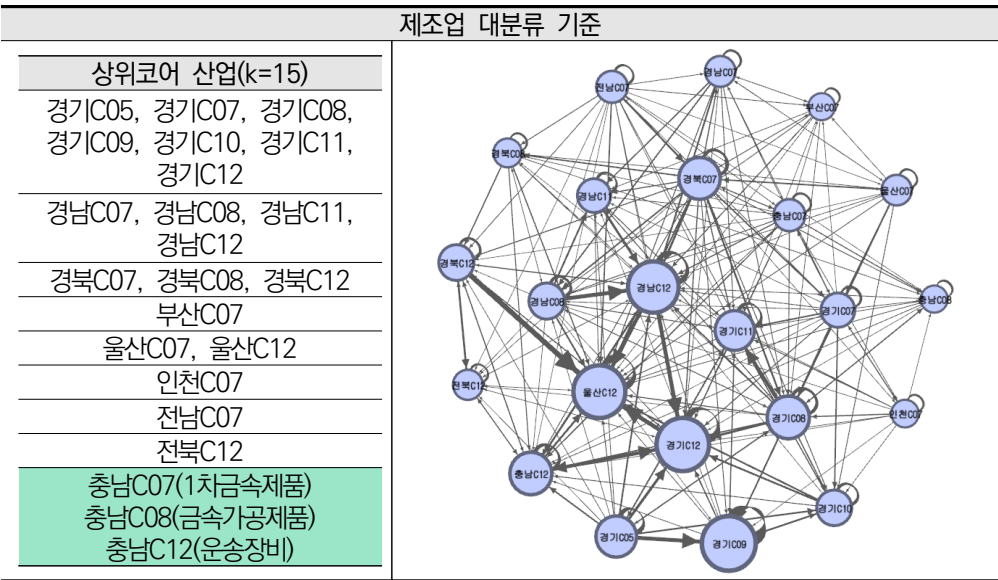 제조업 대분류 기준
상위코어 산업(k=15)
경기C05, 경기C07, 경기C08,
경기C09, 경기C10, 경기C11,
경기C12
경남C07, 경남C08, 경남C11,
경남C12
경북C07, 경북C08, 경북C12
부산C07
울산C07, 울산C12
인천C07
전남C07
전북C12
충남C07(1차금속제품)
충남C08(금속가공제품)
충남C12(운송장비)
경남C07
전남C07
부산C07
경북C08
경북C07
울산C07
경남C11
충남C07
경북C12
경남C12
경남C08
충남C08
경기C07
경기C11
전북C12
울산C12
인천C07
경기C08
경기C12
충남C12
경기C10
경기C05
경기C09